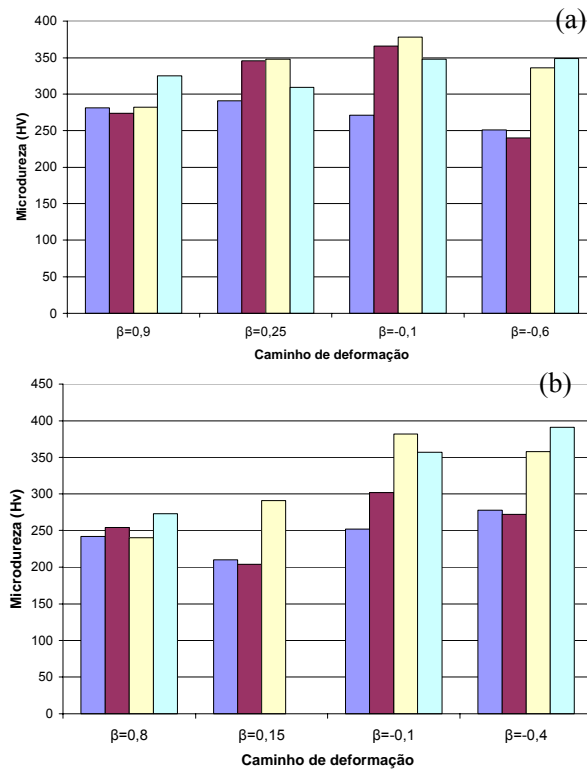 (a)
400
350
300
250
200
150
100
50
0
Microdureza (HV)
β=0,9 β=0,25 β=-0,1 β=-0,6
Caminho de deformação
(b)
450
400
350
300
250
200
150
100
50
0
Microdureza (Hv)
β=0,8 β=0,15 β=-0,1 β=-0,4
Caminho de deformação